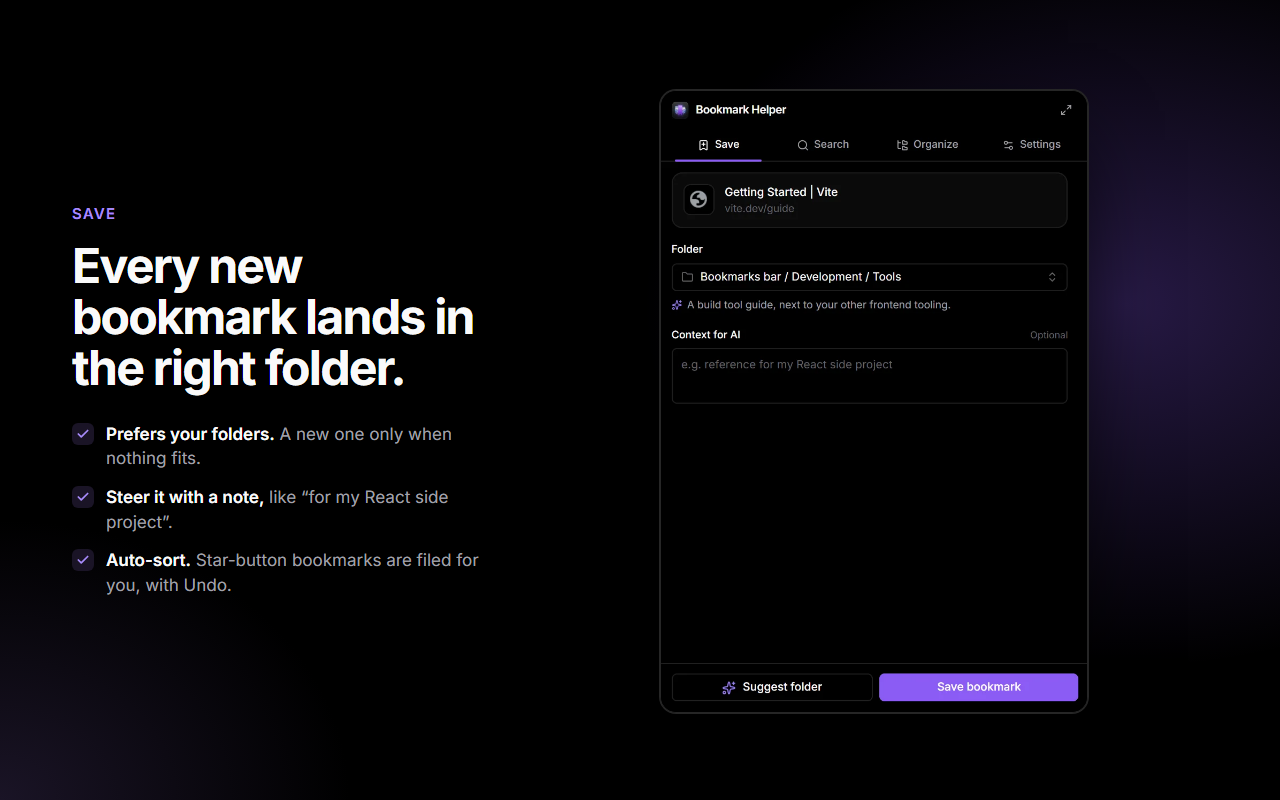 SAVE
Every new
bookmark lands in
the right folder.
Prefers your folders. A new one only when
nothing fits.
Steer it with a note, like “for my React side
project”.
Auto-sort. Star-button bookmarks are filed for
you, with Undo.
Bookmark Helper
Save
Search
Organize
Settings
Getting Started | Vite
vite.dev/guide
Folder
Bookmarks bar / Development / Tools
A build tool guide, next to your other frontend tooling.
Context for AI
Optional
e.g. reference for my React side project
Suggest folder
Save bookmark